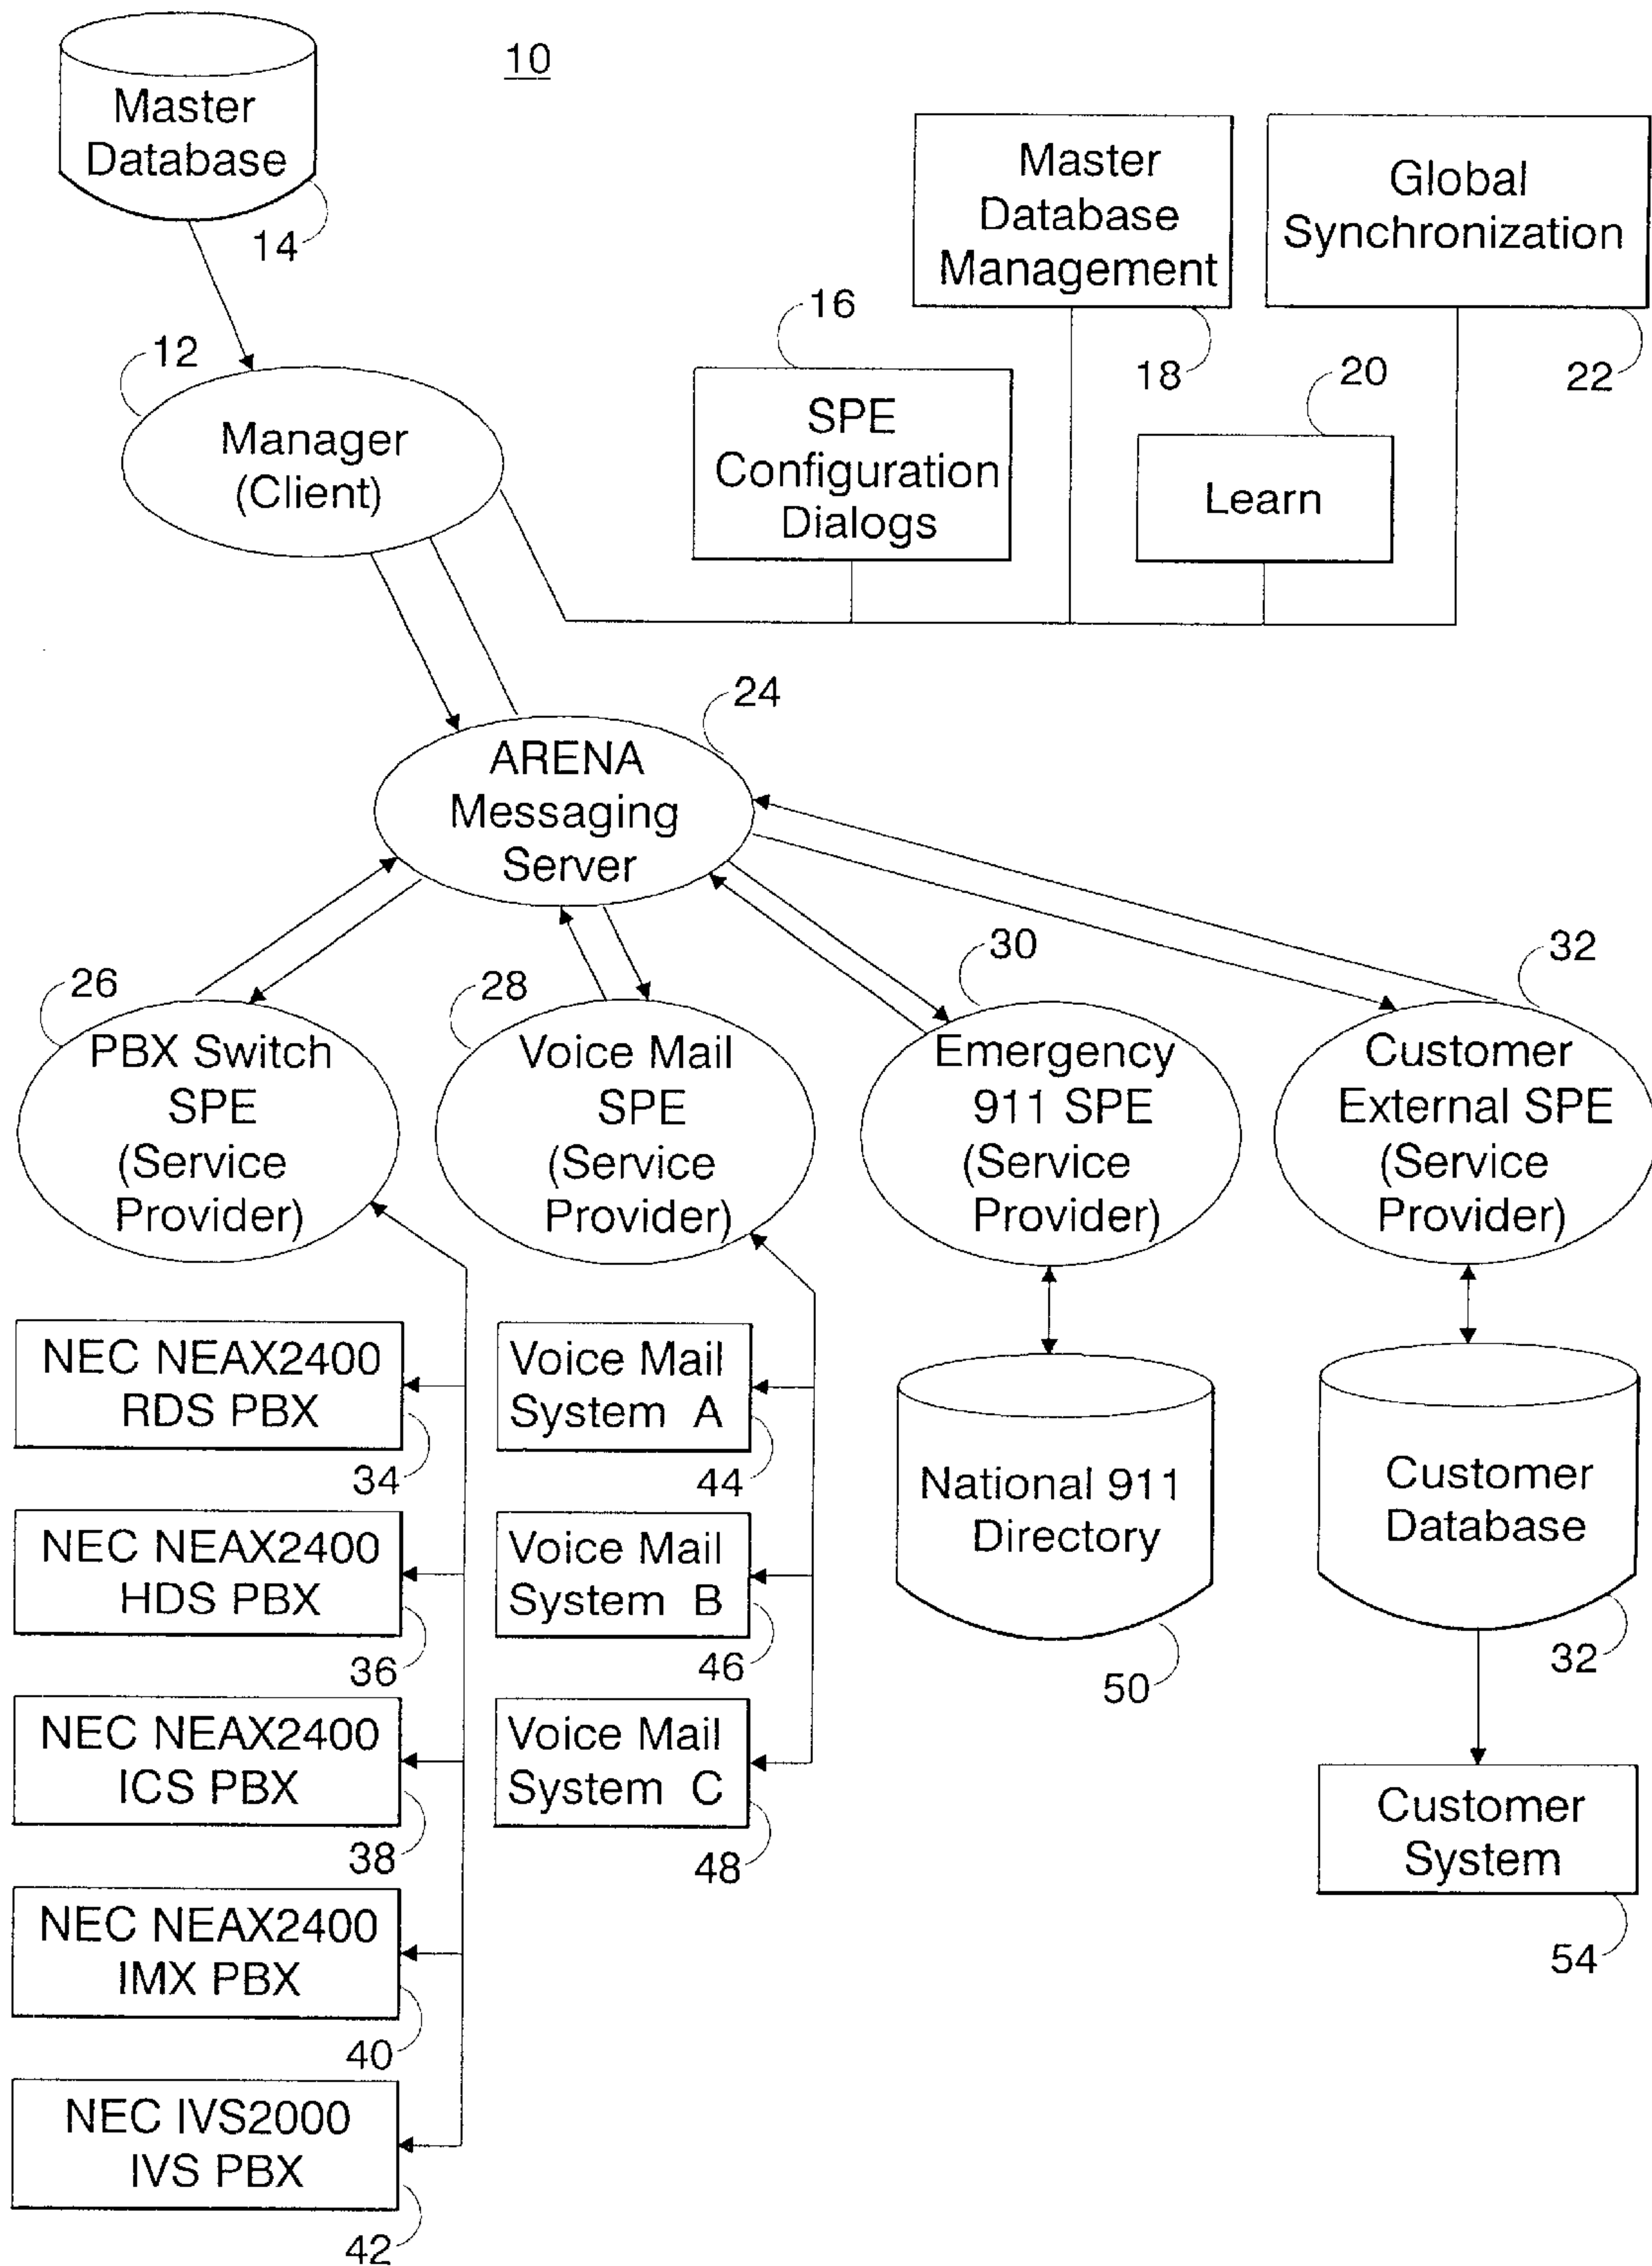 10
Master
Database
14
Master
Database
Management
18
Global
Synchronization
22
16
SPE
Configuration
Dialogs
20
Learn
12
Manager
(Client)
24
ARENA
Messaging
Server
26
PBX Switch
SPE
(Service
Provider)
28
Voice Mail
SPE
(Service
Provider)
30
Emergency
911 SPE
(Service
Provider)
32
Customer
External SPE
(Service
Provider)
NEC NEAX2400
RDS PBX
34
NEC NEAX2400
HDS PBX
36
NEC NEAX2400
ICS PBX
38
NEC NEAX2400
IMX PBX
40
NEC IVS2000
IVS PBX
42
Voice Mail
System A
44
Voice Mail
System B
46
Voice Mail
System C
48
National 911
Directory
50
Customer
Database
32
Customer
System
54